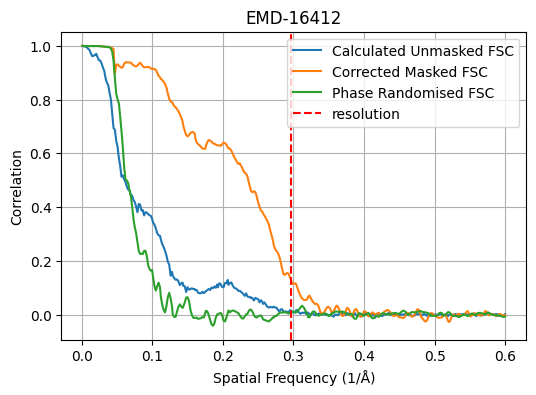 EMD-16412
Calculated Unmasked FSC
Corrected Masked FSC
Phase Randomised FSC
resolution
Correlation
1.0
0.8
0.6
0.4
0.2
0.0
0.0 0.1 0.2 0.3 0.4 0.5 0.6
Spatial Frequency (1/Å)